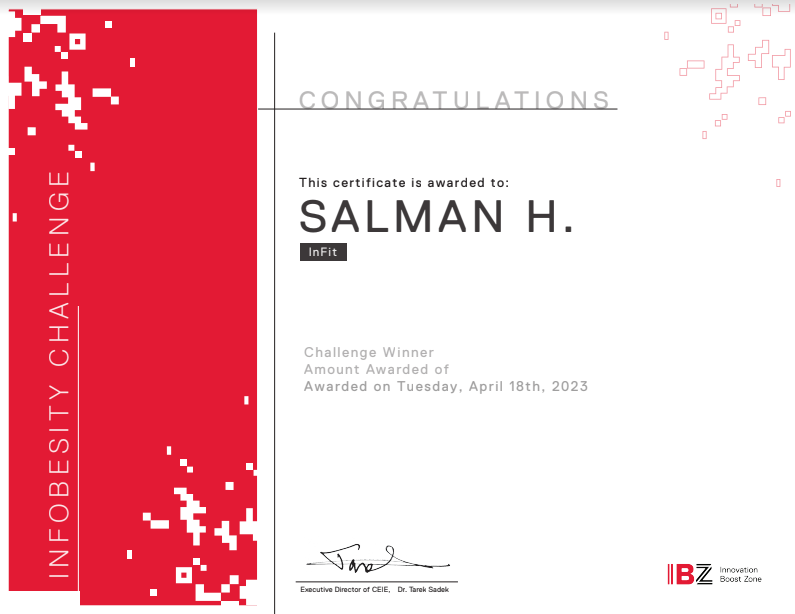 INFOBESITY CHALLENGE
CONGRATULATIONS
This certificate is awarded to:
SALMAN H.
InFit
Challenge Winner
Amount Awarded of
Awarded on Tuesday, April 18th, 2023
Tarek
Executive Director of CEIE, Dr. Tarek Sadek
IBZ
Innovation
Boost Zone